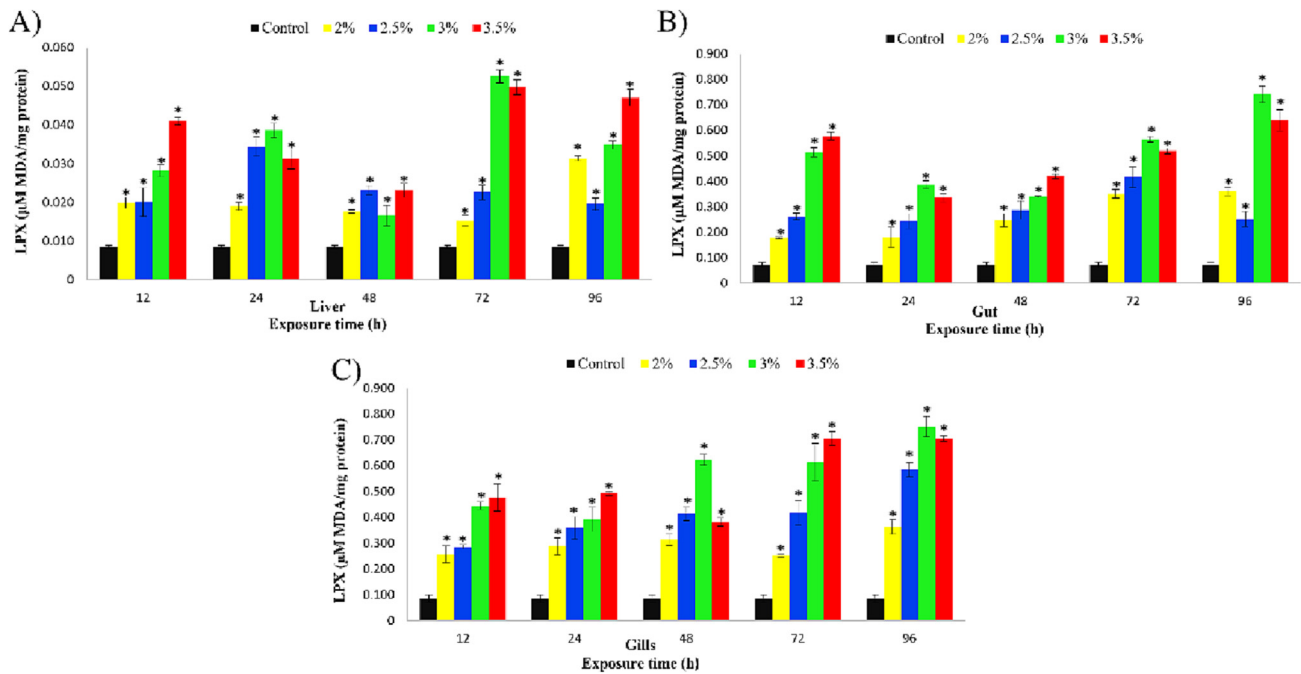 A)
Control 2% 2.5% 3% 3.5%
LPX (µM MDA/mg protein)
0.060
0.050
0.040
0.030
0.020
0.010
0
* * * *
* * * *
* * * *
* * * *
* * * *
12 24 48 72 96
Liver
Exposure time (h)
B)
Control 2% 2.5% 3% 3.5%
LPX (µM MDA/mg protein)
0.900
0.800
0.700
0.600
0.500
0.400
0.300
0.200
0.100
0
* * * *
* * * *
* * * *
* * * *
* * * *
12 24 48 72 96
Gut
Exposure time (h)
C)
Control 2% 2.5% 3% 3.5%
LPX (µM MDA/mg protein)
0.900
0.800
0.700
0.600
0.500
0.400
0.300
0.200
0.100
0
* * * *
* * * *
* * * *
* * * *
* * * *
12 24 48 72 96
Gills
Exposure time (h)